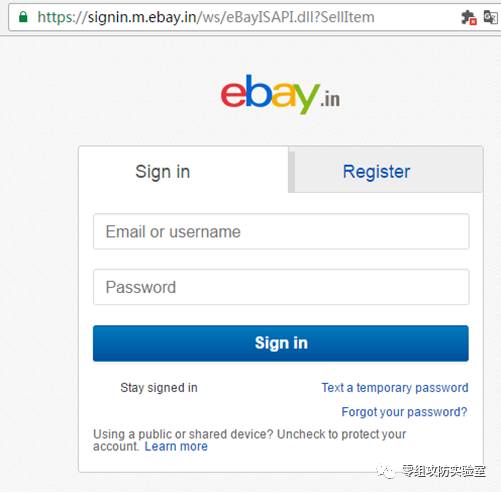 https://signin.m.ebay.in/ws/eBayISAPI.dll?SellItem
ebay.in
Sign in
Register
Email or username
Password
Sign in
Stay signed in
Text a temporary password
Forgot your password?
Using a public or shared device? Uncheck to protect your
account. Learn more
零组攻防实验室